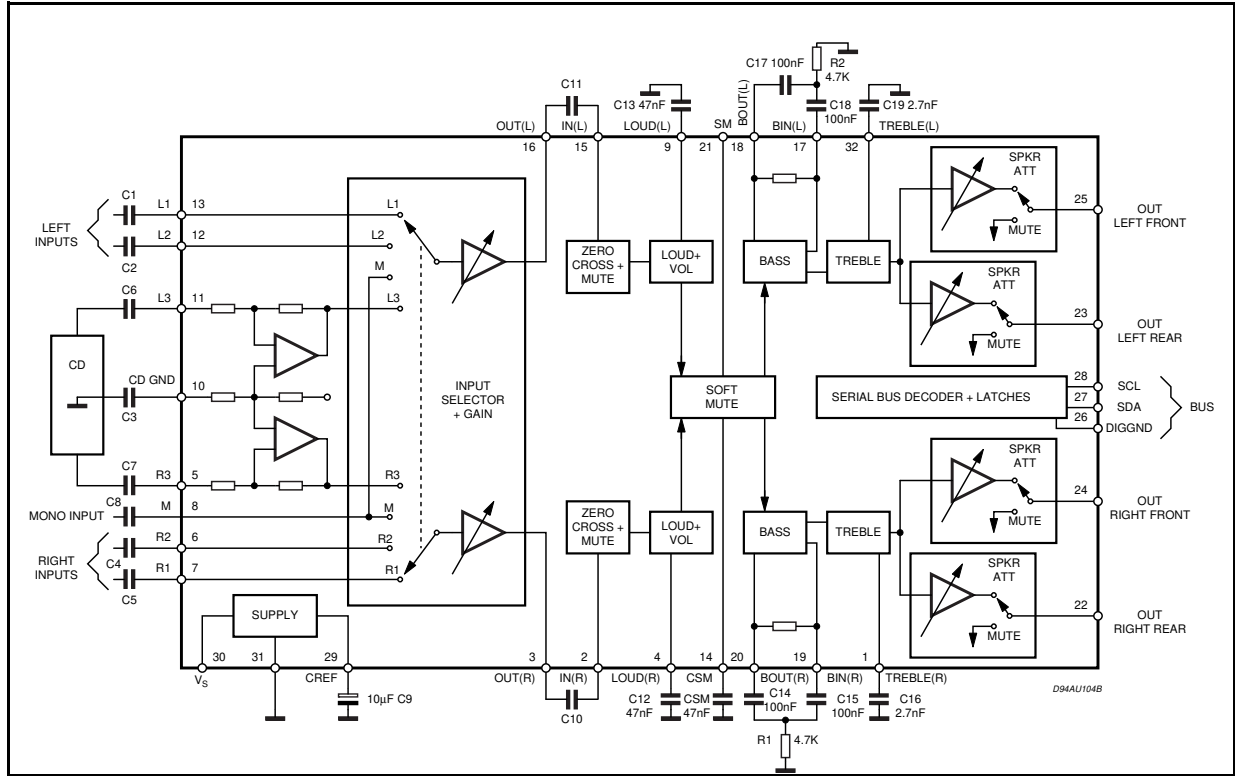 C17 100nF
R2
4.7K
C11
C13 47nF
BOUT(L)
C18
100nF
C19 2.7nF
OUT(L)
IN(L)
LOUD(L)
SM
BIN(L)
TREBLE(L)
16
15
9
21
18
17
32
SPKR
ATT
MUTE
25
OUT
LEFT FRONT
LEFT
INPUTS
C1
L1
13
L1
C2
L2
12
L2
M
C6
L3
11
L3
ZERO
CROSS +
MUTE
LOUD+
VOL
BASS
TREBLE
SPKR
ATT
MUTE
23
OUT
LEFT REAR
CD
CD GND
10
C3
INPUT
SELECTOR
+ GAIN
SOFT
MUTE
SERIAL BUS DECODER + LATCHES
28
SCL
27
SDA
26
DIGGND
BUS
C7
R3
5
R3
C8
MONO INPUT
M
8
M
RIGHT
INPUTS
R2
6
R2
C4
R1
7
R1
C5
ZERO
CROSS +
MUTE
LOUD+
VOL
BASS
TREBLE
SPKR
ATT
MUTE
24
OUT
RIGHT FRONT
SPKR
ATT
MUTE
22
OUT
RIGHT REAR
SUPPLY
30
31
29
3
2
4
14
20
19
1
VS
CREF
OUT(R)
IN(R)
LOUD(R)
CSM
BOUT(R)
BIN(R)
TREBLE(R)
D94AU104B
10μF C9
C10
C12
47nF
CSM
47nF
C14
100nF
C15
100nF
C16
2.7nF
R1
4.7K